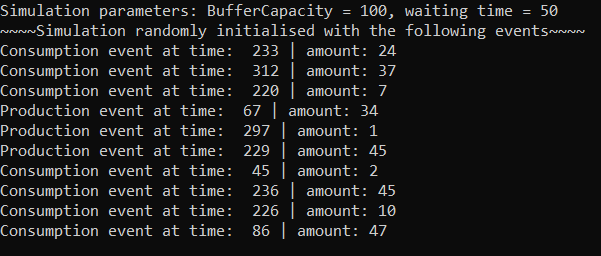 Simulation parameters: BufferCapacity = 100, waiting time = 50
~~~~Simulation randomly initialised with the following events~~~~
Consumption event at time:  233 | amount: 24
Consumption event at time:  312 | amount: 37
Consumption event at time:  220 | amount: 7
Production event at time:  67 | amount: 34
Production event at time:  297 | amount: 1
Production event at time:  229 | amount: 45
Consumption event at time:  45 | amount: 2
Consumption event at time:  236 | amount: 45
Consumption event at time:  226 | amount: 10
Consumption event at time:  86 | amount: 47